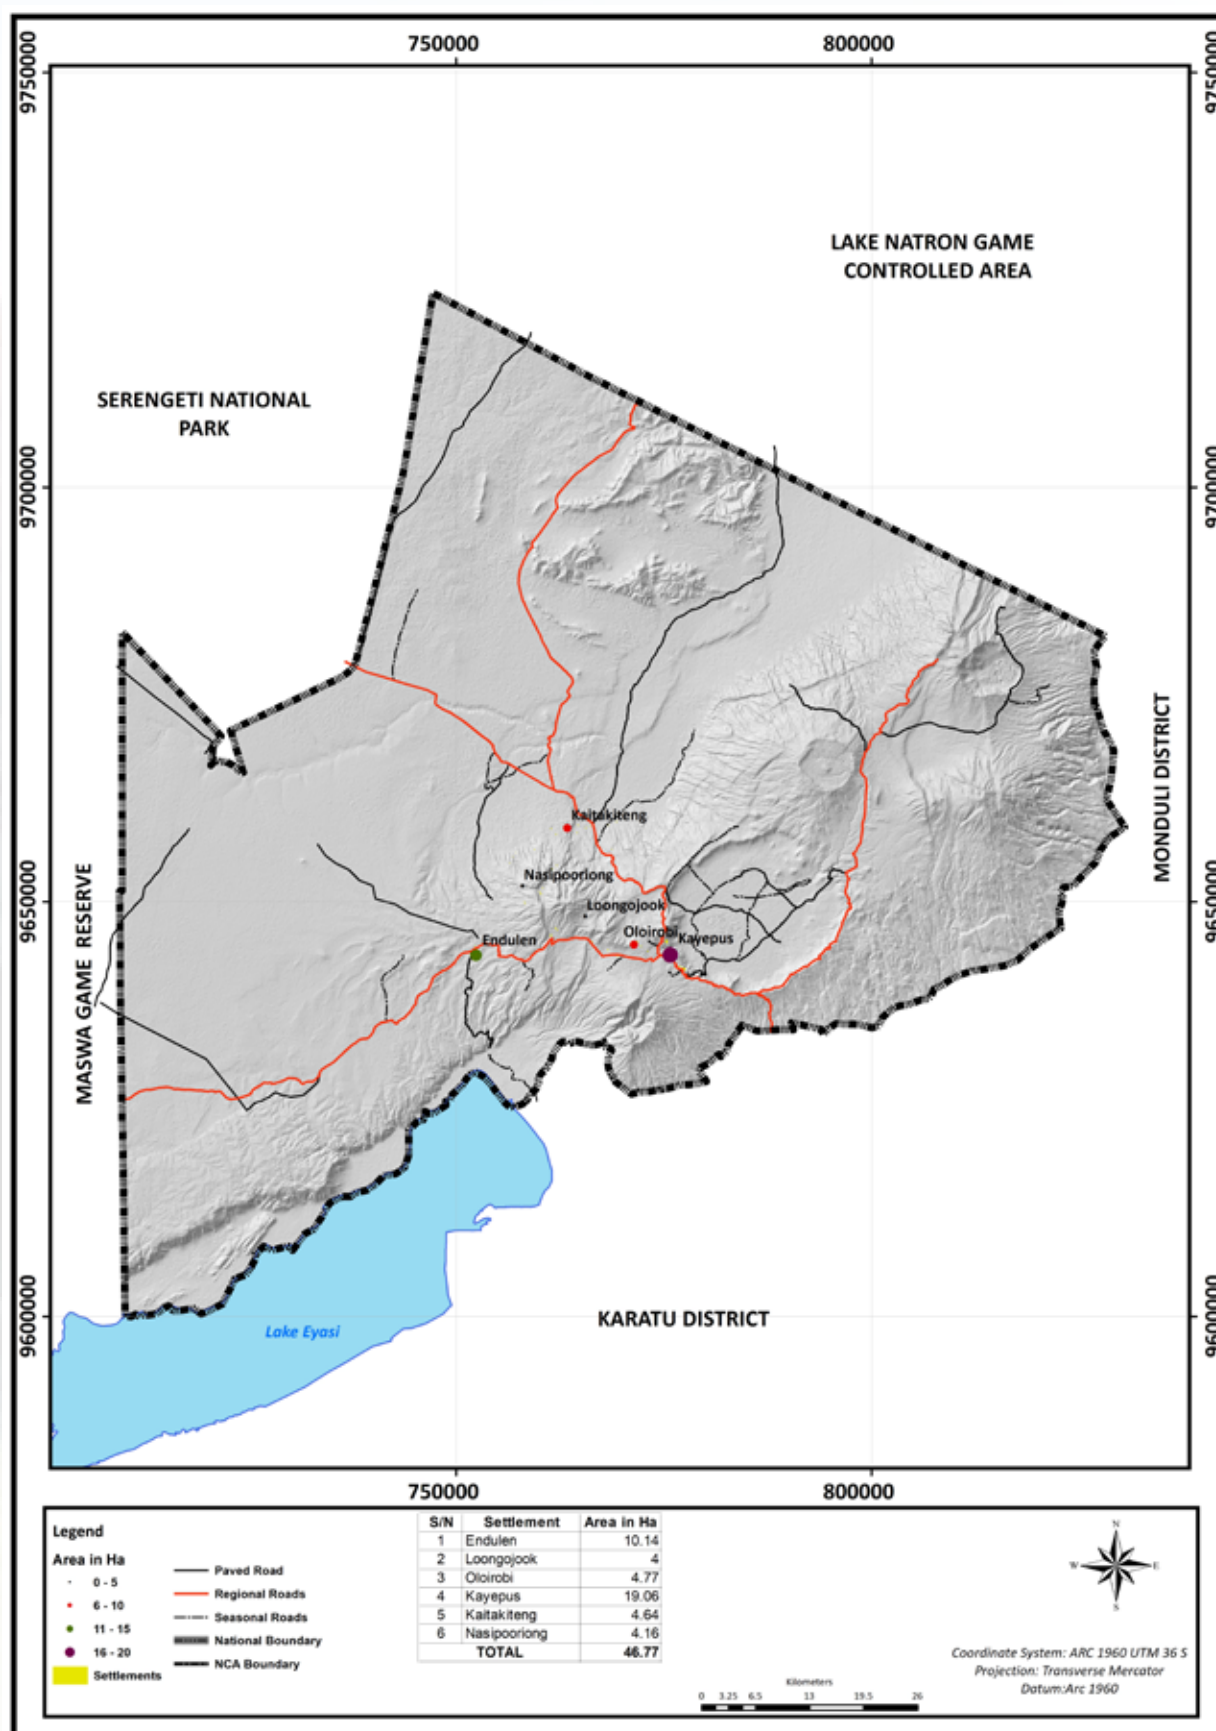 750000 800000
9750000 9750000
LAKE NATRON GAME
CONTROLLED AREA
SERENGETI NATIONAL
PARK
9700000 9700000
MONDULI DISTRICT
MASWA GAME RESERVE
Kaitakiteng
Nasipooriong
Loongojook
Oloirobi
Kayepus
Endulen
9650000 9650000
Lake Eyasi
KARATU DISTRICT
9600000 9600000
750000 800000
Legend
Area in Ha
0 - 5
6 - 10
11 - 15
16 - 20
Settlements
Paved Road
Regional Roads
Seasonal Roads
National Boundary
NCA Boundary
S/N Settlement Area in Ha
1 Endulen 10.14
2 Loongojook 4
3 Oloirobi 4.77
4 Kayepus 19.06
5 Kaitakiteng 4.64
6 Nasipooriong 4.16
TOTAL 46.77
Kilometers
0 3.25 6.5 13 19.5 26
N
W E
S
Coordinate System: ARC 1960 UTM 36 S
Projection: Transverse Mercator
Datum:Arc 1960